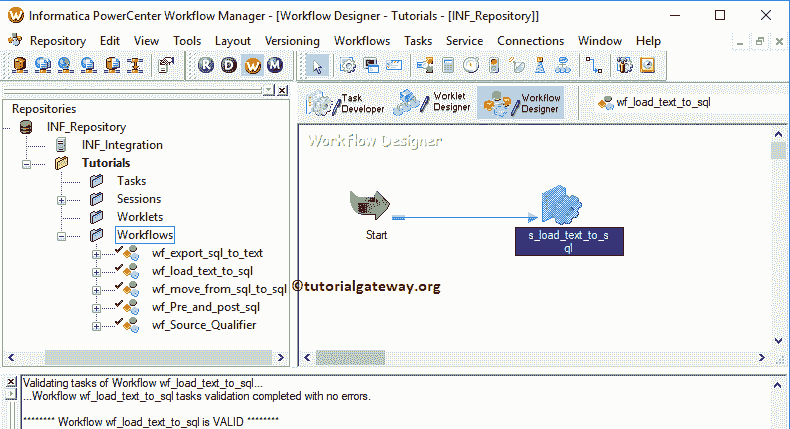 Informatica PowerCenter Workflow Manager - [Workflow Designer - Tutorials - [INF_Repository]]
Repository Edit View Tools Layout Versioning Workflows Tasks Service Connections Window Help
R D W M
Repositories
INF_Repository
INF_Integration
Tutorials
Tasks
Sessions
Worklets
Workflows
wf_export_sql_to_text
wf_load_text_to_sql
wf_move_from_sql_to_sql
wf_Pre_and_post_sql
wf_Source_Qualifier
Task
Developer
Worklet
Designer
Workflow
Designer
wf_load_text_to_sql
Workflow Designer
Start
s_load_text_to_s
ql
©tutorialgateway.org
Validating tasks of Workflow wf_load_text_to_sql...
...Workflow wf_load_text_to_sql tasks validation completed with no errors.
******** Workflow wf_load_text_to_sql is VALID ********